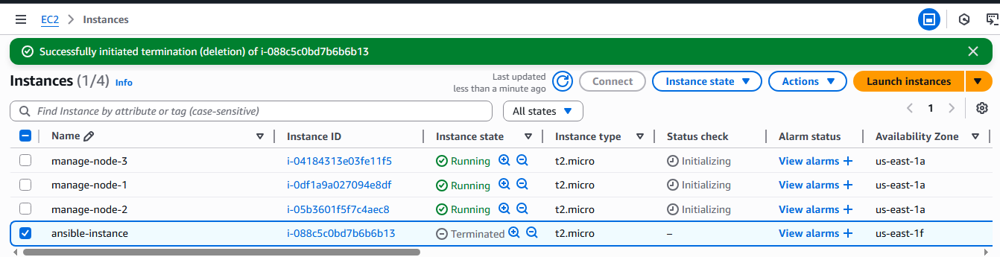 EC2 > Instances
Successfully initiated termination (deletion) of i-088c5c0bd7b6b6b13
Instances (1/4) Info
Last updated
less than a minute ago
Connect Instance state Actions Launch instances
Find Instance by attribute or tag (case-sensitive) All states 1
Name Instance ID Instance state Instance type Status check Alarm status Availability Zone
manage-node-3 i-04184313e03fe11f5 Running t2.micro Initializing View alarms + us-east-1a
manage-node-1 i-0df1a9a027094e8df Running t2.micro Initializing View alarms + us-east-1a
manage-node-2 i-05b3601f5f7c4aec8 Running t2.micro Initializing View alarms + us-east-1a
ansible-instance i-088c5c0bd7b6b6b13 Terminated t2.micro – View alarms + us-east-1f